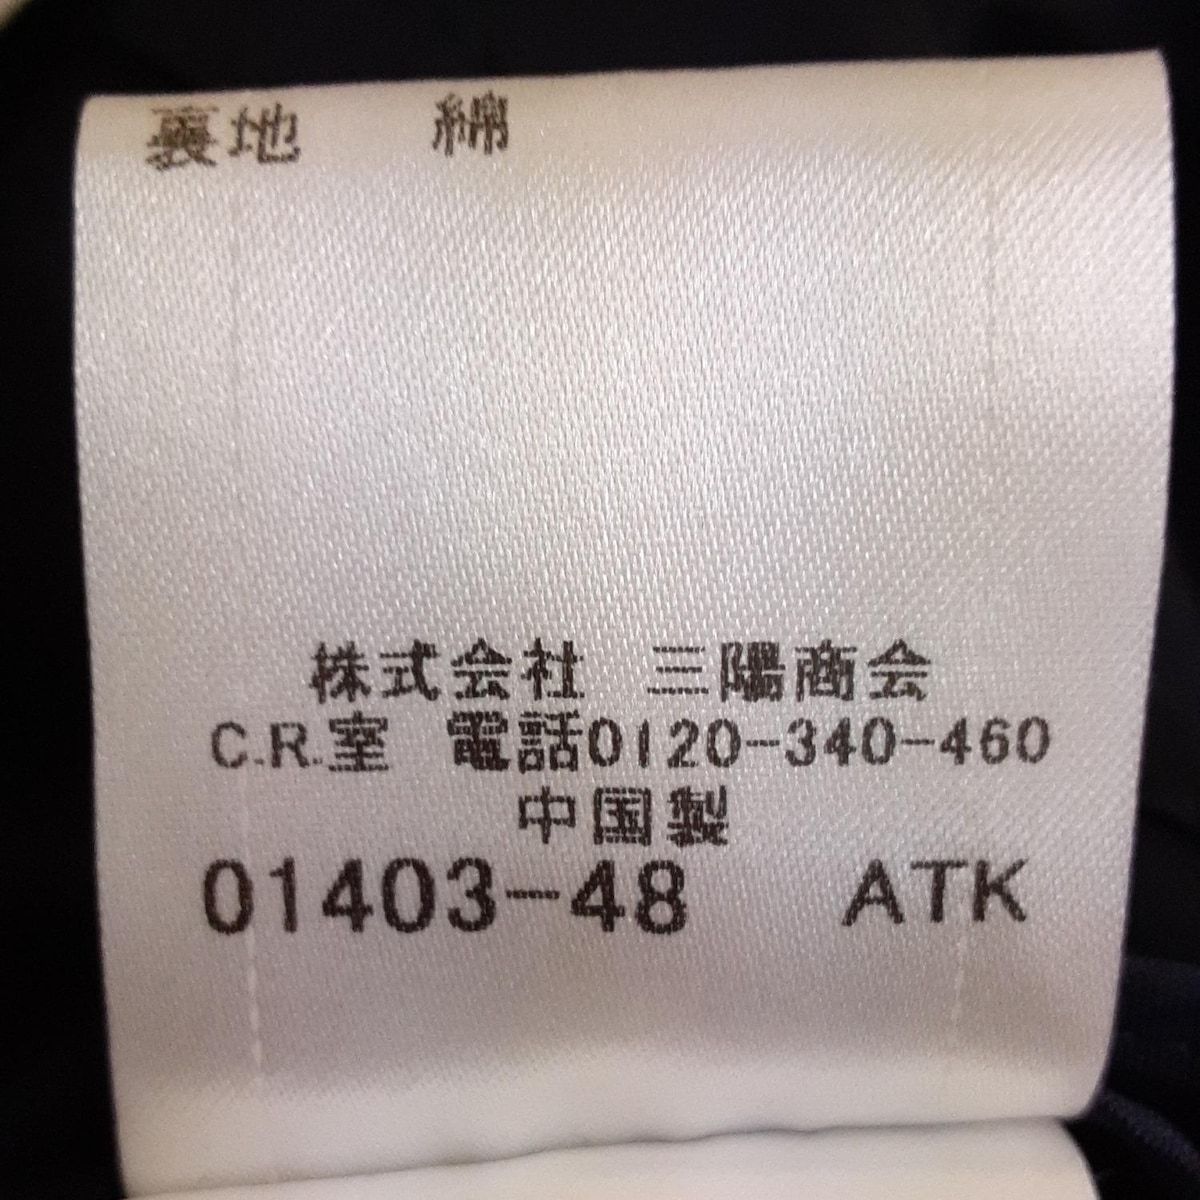 裏地 綿
株式会社 三陽商会
C.R.室 電話0120-340-460
中国製
01403-48 ATK